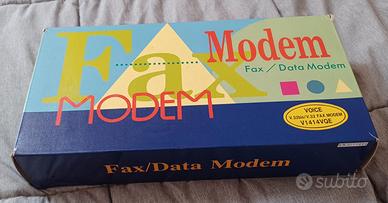 Fax
Modem
Fax / Data Modem
MODEM
VOICE
V.32bis/V.32 FAX MODEM
V1414VQE
Fax/Data Modem
subito